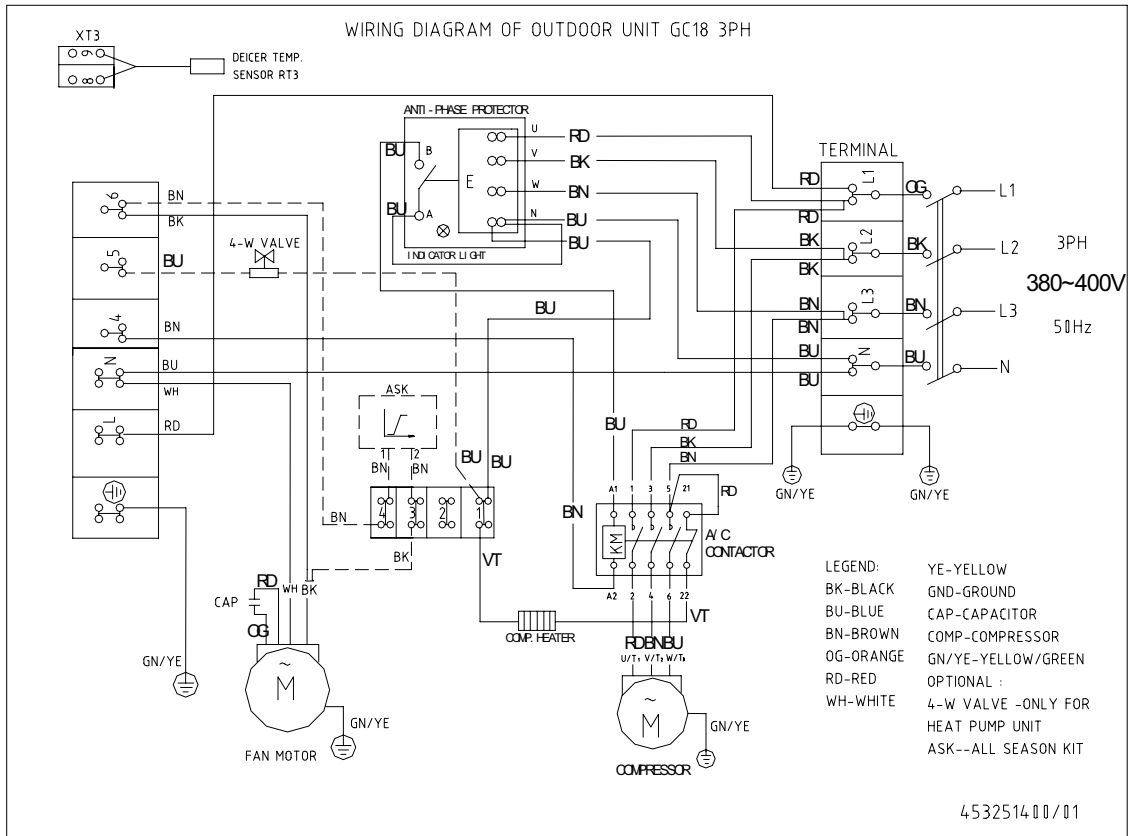 WIRING DIAGRAM OF OUTDOOR UNIT GC18 3PH
XT3
9
8
DEICER TEMP.
SENSOR RT3
ANTI-PHASE PROTECTOR
BU
B
E
U
V
W
N
RD
BK
BN
BU
BU
BU
A
INDICATOR LIGHT
TERMINAL
RD
L1
OG
L1
RD
BK
L2
BK
L2
BK
BN
L3
BN
L3
BN
BU
N
BU
N
BU
3PH
380~400V
50Hz
GN/YE
GN/YE
6
BN
BK
5
BU
4-W VALVE
4
BN
N
BU
WH
L
RD
BU
ASK
1
2
BN
BN
BU
BU
BN
4
3
2
1
BK
VT
BU
RD
BK
BN
BN
A1
1
3
5
21
RD
KM
A/C
CONTACTOR
A2
2
4
6
22
VT
COMP. HEATER
RD
BN
BU
U/T1
V/T2
W/T3
~
M
GN/YE
COMPRESSOR
RD
WH
BK
CAP
OG
GN/YE
~
M
GN/YE
FAN MOTOR
LEGEND:
BK-BLACK
BU-BLUE
BN-BROWN
OG-ORANGE
RD-RED
WH-WHITE
YE-YELLOW
GND-GROUND
CAP-CAPACITOR
COMP-COMPRESSOR
GN/YE-YELLOW/GREEN
OPTIONAL :
4-W VALVE -ONLY FOR
HEAT PUMP UNIT
ASK--ALL SEASON KIT
453251400/01